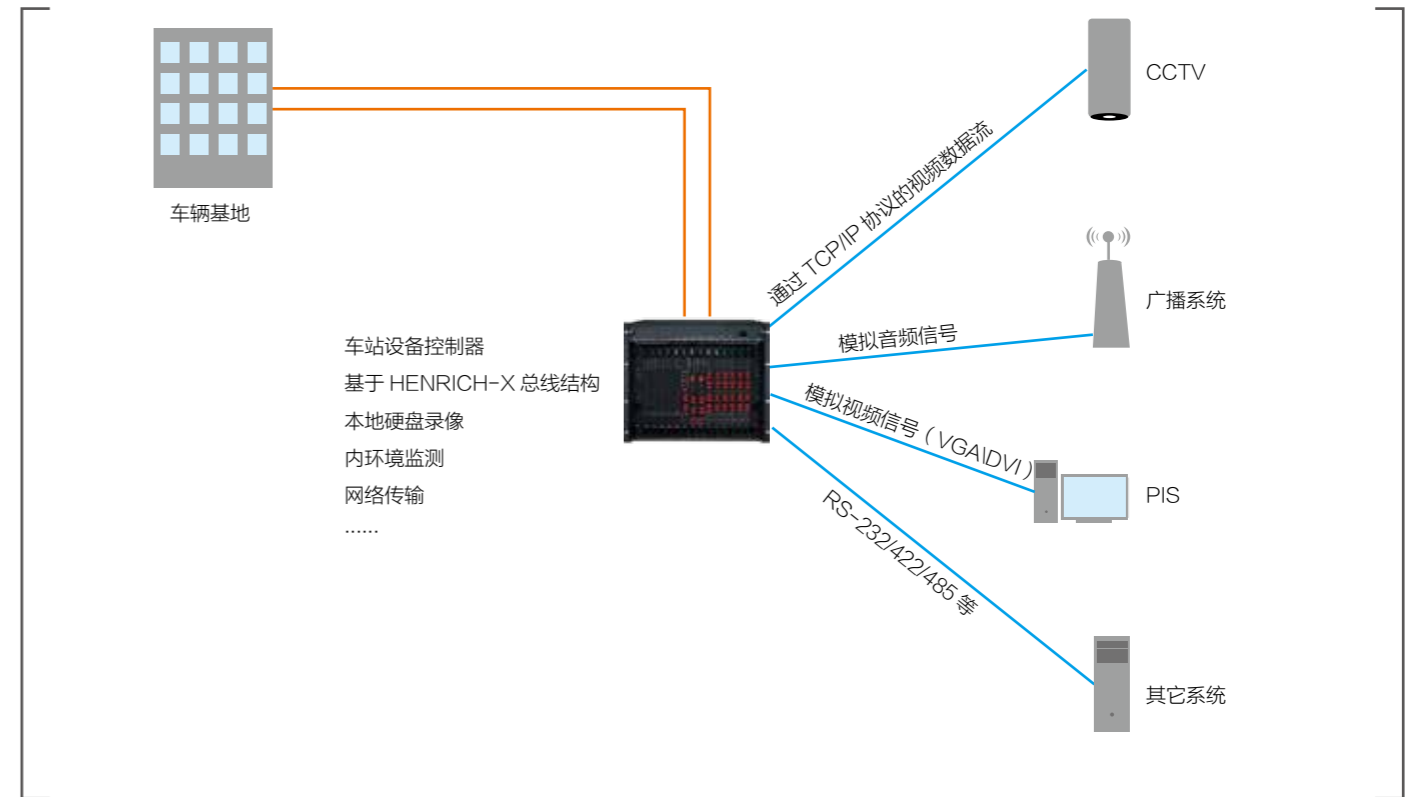 CCTV
通过 TCP/IP 协议的视频数据流
车辆基地
广播系统
模拟音频信号
车站设备控制器
基于 HENRICH-X 总线结构
本地硬盘录像
内环境监测
网络传输
......
模拟视频信号（VGA\DVI）
PIS
RS-232/422/485 等
其它系统